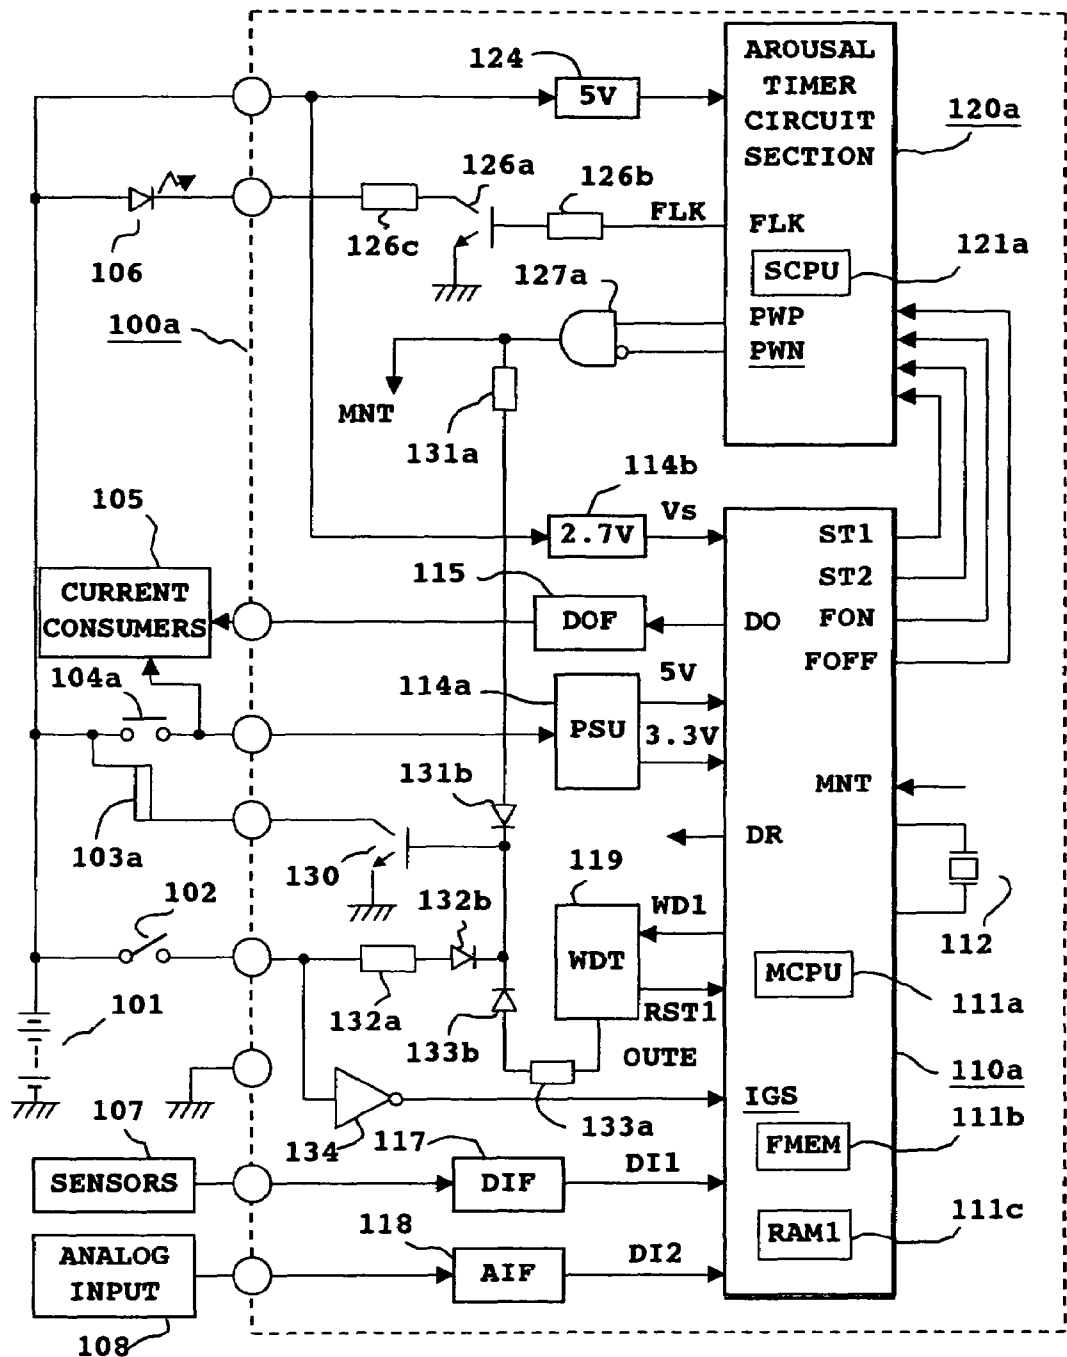 124
5V
AROUSAL
TIMER
CIRCUIT
SECTION
120a
126a
126b
FLK
FLK
126c
106
SCPU
121a
127a
100a
PWP
PWN
MNT
131a
114b
Vs
2.7V
105
CURRENT
CONSUMERS
115
DOF
DO
ST1
ST2
FON
FOFF
104a
114a
PSU
5V
3.3V
131b
MNT
103a
130
DR
119
112
102
132b
WD1
WDT
MCPU
111a
101
132a
133b
RST1
OUTE
110a
IGS
107
134
117
133a
FMEM
111b
SENSORS
DIF
DI1
118
RAM1
111c
ANALOG
INPUT
AIF
DI2
108